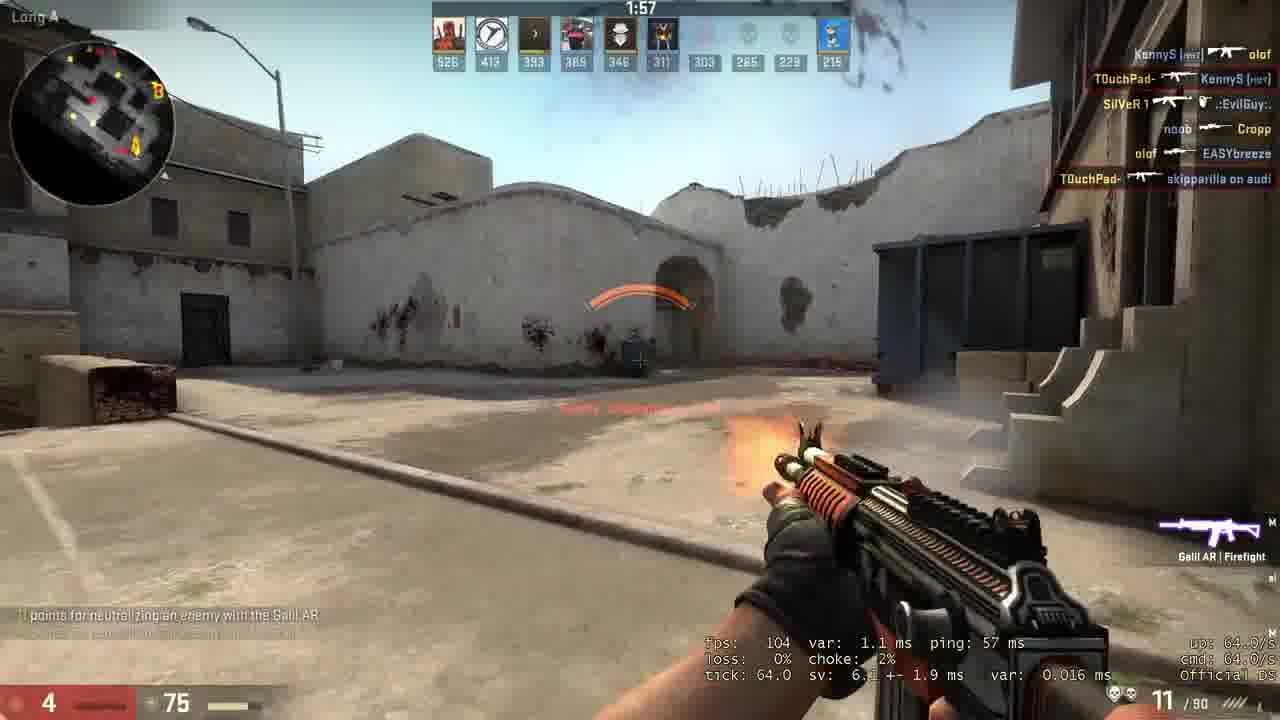 Long A
1:57
526 413 393 369 346 311 303 265 229 215
KennyS olof
T0uchPad- KennyS
SilVeR 1 .:EvilGuy:.
noob Cropp
olof EASYbreeze
T0uchPad- skipparilla on audi
Galil AR | Firefight
points for neutralizing an enemy with the Galil AR
fps: 104 var: 1.1 ms ping: 57 ms up: 64.0/s
loss: 0% choke: 2% cmd: 64.0/s
tick: 64.0 sv: 6.1 +- 1.9 ms var: 0.016 ms Official DS
4 75 11 / 90